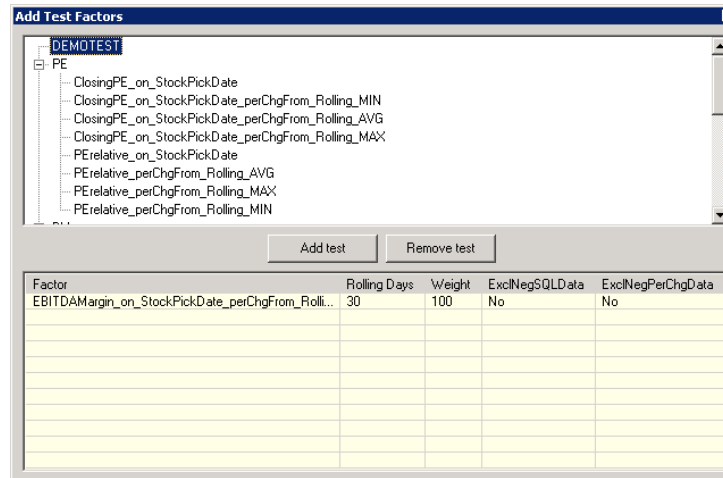 Add Test Factors
DEMOTEST
PE
ClosingPE_on_StockPickDate
ClosingPE_on_StockPickDate_perChgFrom_Rolling_MIN
ClosingPE_on_StockPickDate_perChgFrom_Rolling_AVG
ClosingPE_on_StockPickDate_perChgFrom_Rolling_MAX
PErelative_on_StockPickDate
PErelative_perChgFrom_Rolling_AVG
PErelative_perChgFrom_Rolling_MAX
PErelative_perChgFrom_Rolling_MIN
Add test Remove test
Factor Rolling Days Weight ExclNegSQLData ExclNegPerChgData
EBITDAMargin_on_StockPickDate_perChgFrom_Rolli... 30 100 No No